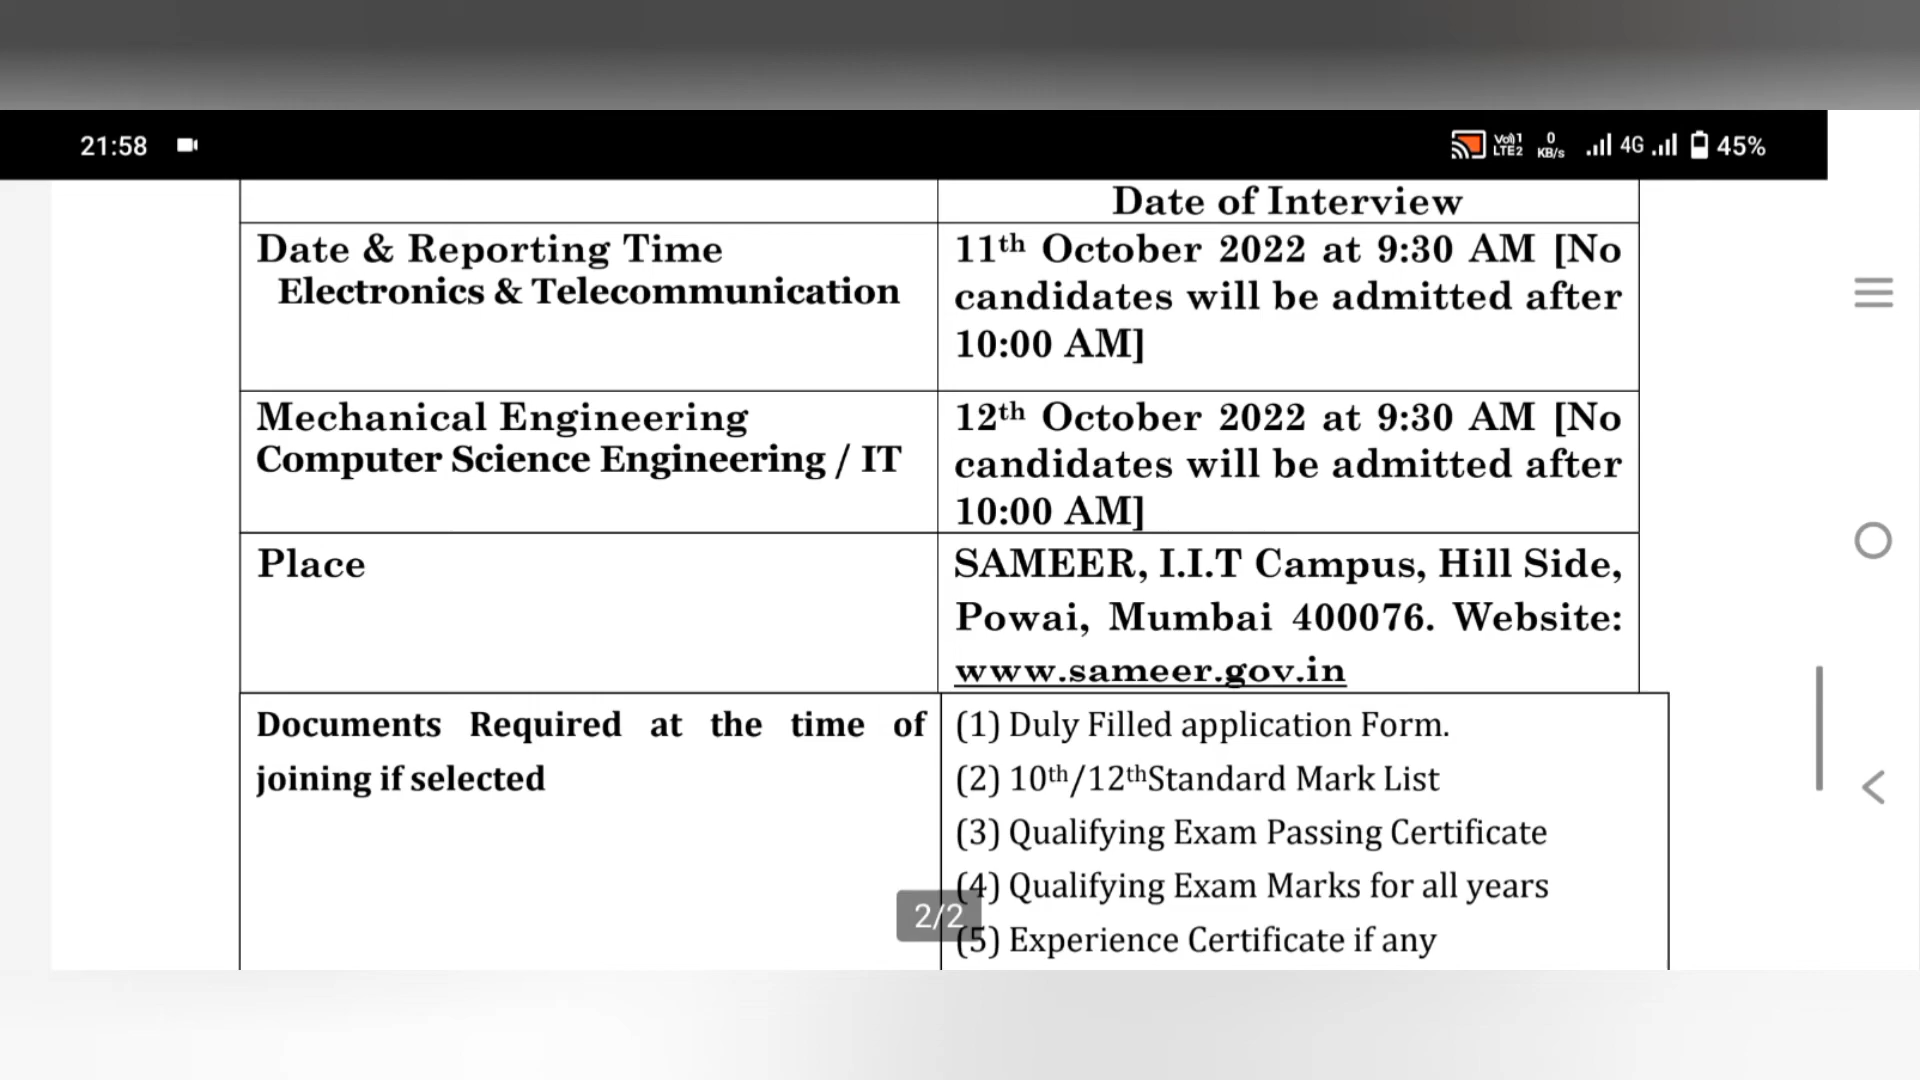 21:58
Vol) 1
LTE2
0
KB/s
4G
45%
Date of Interview
Date & Reporting Time
Electronics & Telecommunication
11th October 2022 at 9:30 AM [No
candidates will be admitted after
10:00 AM]
Mechanical Engineering
Computer Science Engineering / IT
12th October 2022 at 9:30 AM [No
candidates will be admitted after
10:00 AM]
Place
SAMEER, I.I.T Campus, Hill Side,
Powai, Mumbai 400076. Website:
www.sameer.gov.in
Documents Required at the time of
joining if selected
(1) Duly Filled application Form.
(2) 10th/12thStandard Mark List
(3) Qualifying Exam Passing Certificate
(4) Qualifying Exam Marks for all years
(5) Experience Certificate if any
2/2